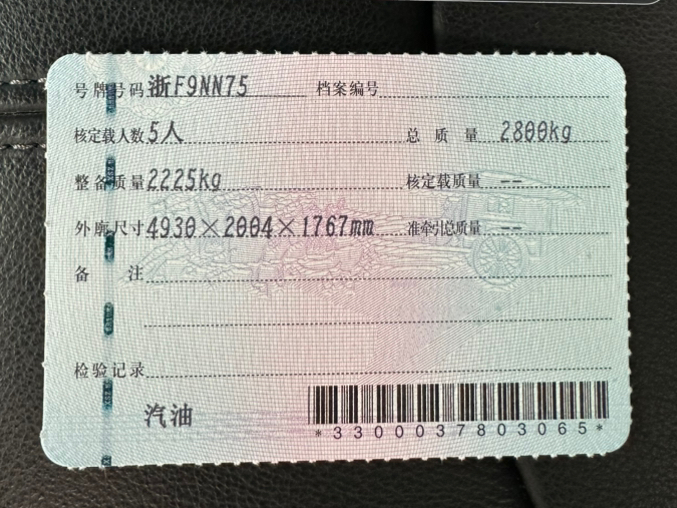 号牌号码 浙F9NN75 档案编号
核定载人数 5人 总质量 2800kg
整备质量 2225kg 核定载质量 --
外廓尺寸 4930×2004×1767mm 准牵引总质量 --
备注
检验记录
汽油
*3300037803065*